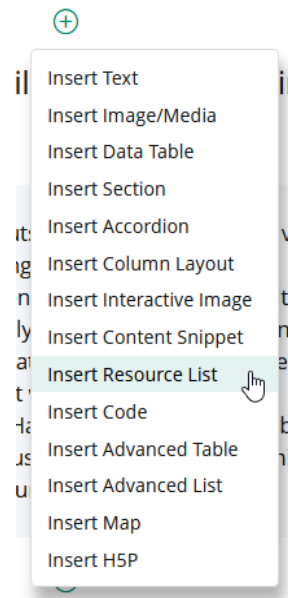 Insert Text
Insert Image/Media
Insert Data Table
Insert Section
Insert Accordion
Insert Column Layout
Insert Interactive Image
Insert Content Snippet
Insert Resource List
Insert Code
Insert Advanced Table
Insert Advanced List
Insert Map
Insert H5P